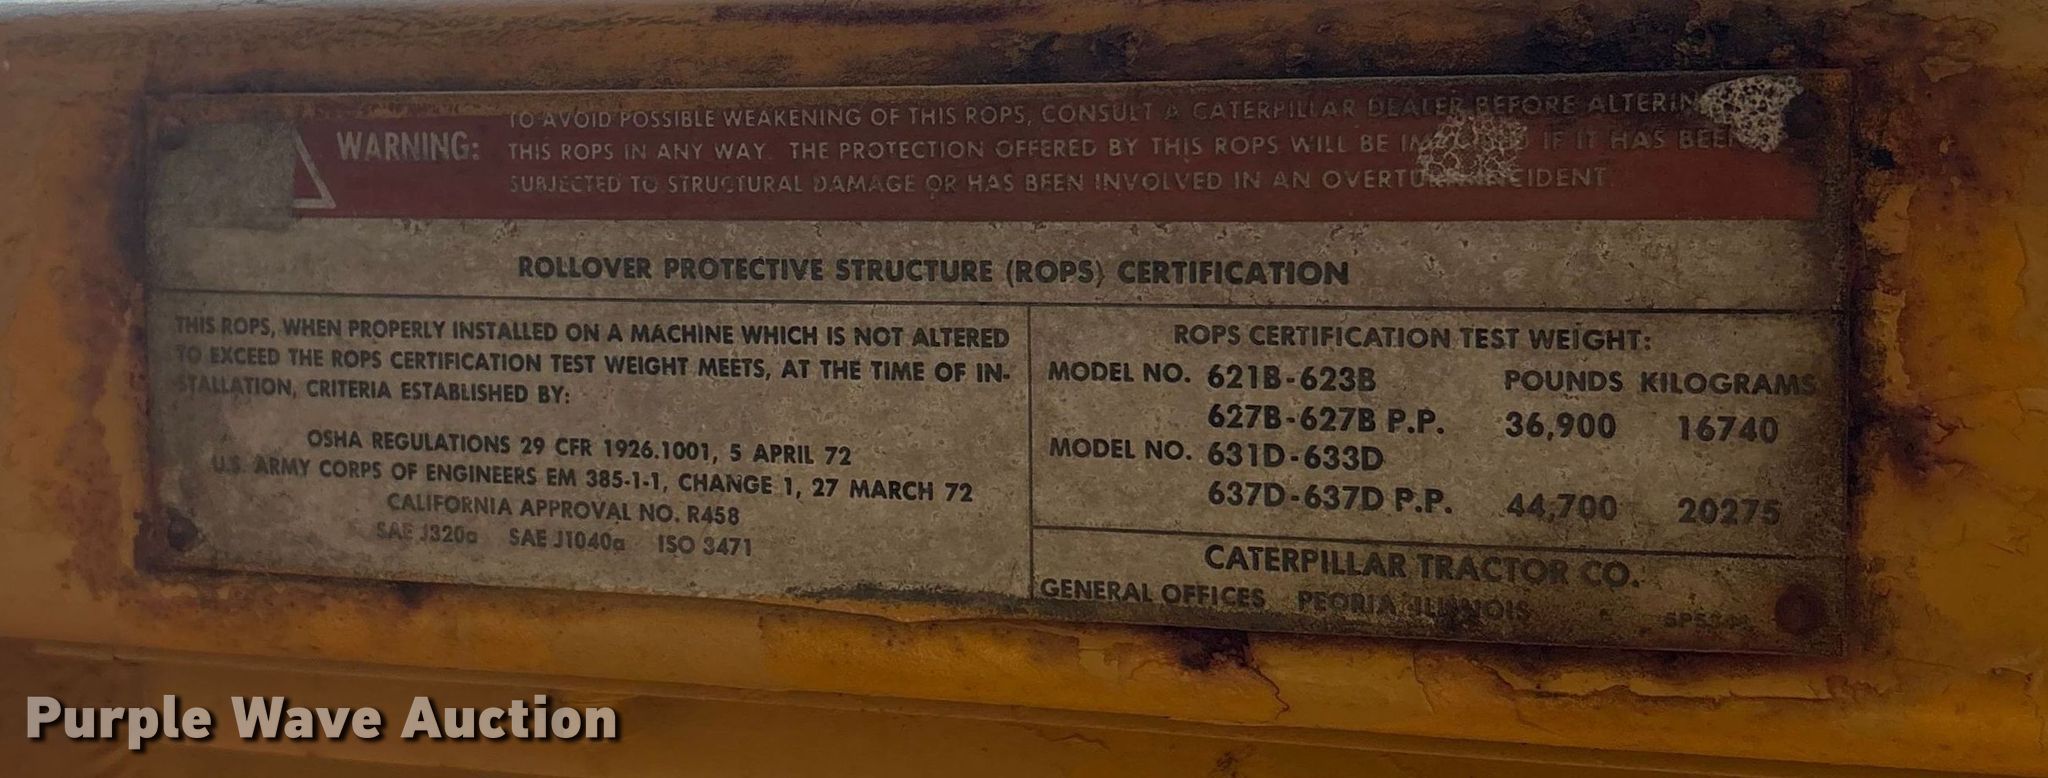 TO AVOID POSSIBLE WEAKENING OF THIS ROPS, CONSULT A CATERPILLAR DEALER BEFORE ALTERING
WARNING: THIS ROPS IN ANY WAY. THE PROTECTION OFFERED BY THIS ROPS WILL BE IF IT HAS BEEN
SUBJECTED TO STRUCTURAL DAMAGE OR HAS BEEN INVOLVED IN AN OVERTURN INCIDENT.
ROLLOVER PROTECTIVE STRUCTURE (ROPS) CERTIFICATION
THIS ROPS, WHEN PROPERLY INSTALLED ON A MACHINE WHICH IS NOT ALTERED
TO EXCEED THE ROPS CERTIFICATION TEST WEIGHT MEETS, AT THE TIME OF IN-
STALLATION, CRITERIA ESTABLISHED BY:
OSHA REGULATIONS 29 CFR 1926.1001, 5 APRIL 72
U.S. ARMY CORPS OF ENGINEERS EM 385-1-1, CHANGE 1, 27 MARCH 72
CALIFORNIA APPROVAL NO. R458
SAE J320a SAE J1040a ISO 3471
ROPS CERTIFICATION TEST WEIGHT:
MODEL NO. 621B-623B POUNDS KILOGRAMS
627B-627B P.P. 36,900 16740
MODEL NO. 631D-633D
637D-637D P.P. 44,700 20275
CATERPILLAR TRACTOR CO.
GENERAL OFFICES PEORIA ILLINOIS
Purple Wave Auction